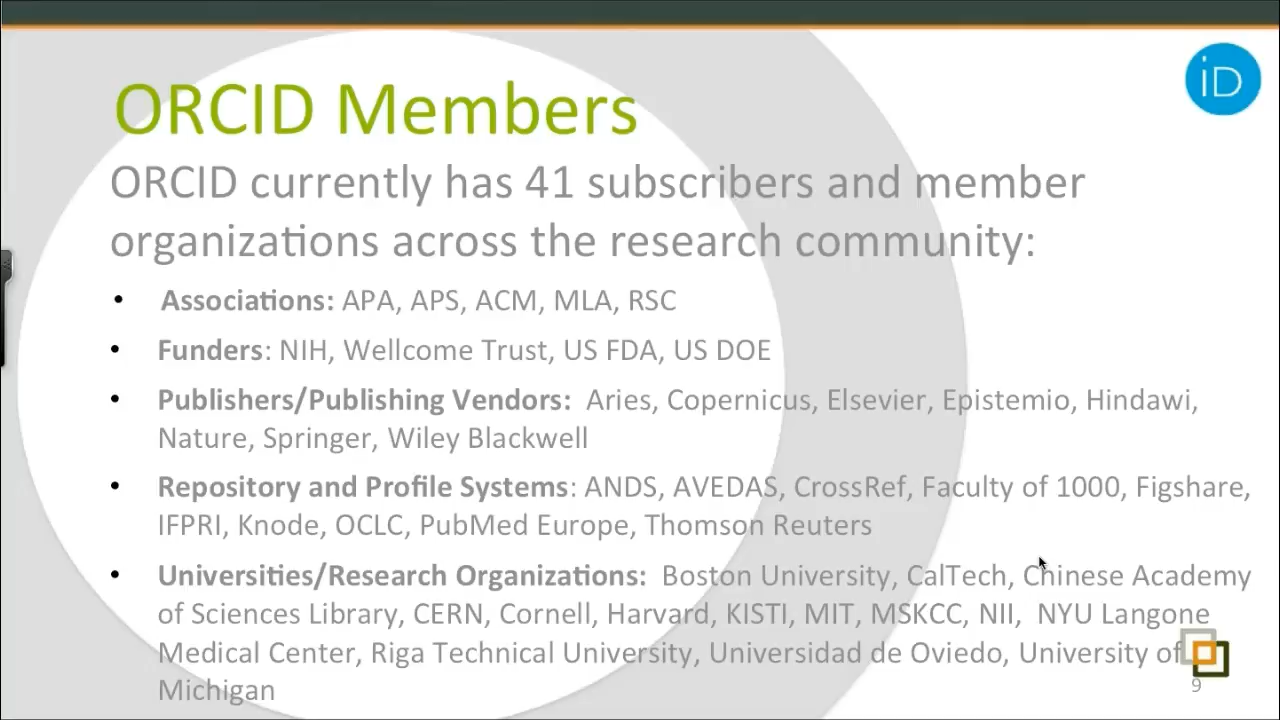 iD
ORCID Members
ORCID currently has 41 subscribers and member
organizations across the research community:
• Associations: APA, APS, ACM, MLA, RSC
• Funders: NIH, Wellcome Trust, US FDA, US DOE
• Publishers/Publishing Vendors: Aries, Copernicus, Elsevier, Epistemio, Hindawi,
Nature, Springer, Wiley Blackwell
• Repository and Profile Systems: ANDS, AVEDAS, CrossRef, Faculty of 1000, Figshare,
IFPRI, Knode, OCLC, PubMed Europe, Thomson Reuters
• Universities/Research Organizations: Boston University, CalTech, Chinese Academy
of Sciences Library, CERN, Cornell, Harvard, KISTI, MIT, MSKCC, NII, NYU Langone
Medical Center, Riga Technical University, Universidad de Oviedo, University of
Michigan
9